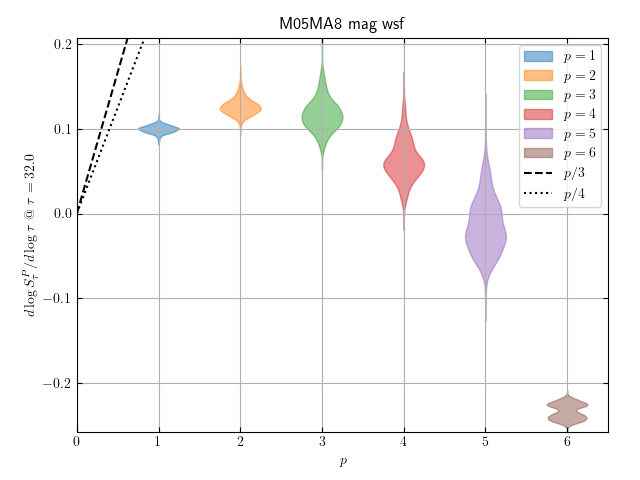 M05MA8 mag wsf
d log S_τ^P / d log τ @ τ = 32.0
0.2
0.1
0.0
−0.1
−0.2
0 1 2 3 4 5 6
p
p = 1
p = 2
p = 3
p = 4
p = 5
p = 6
p/3
p/4